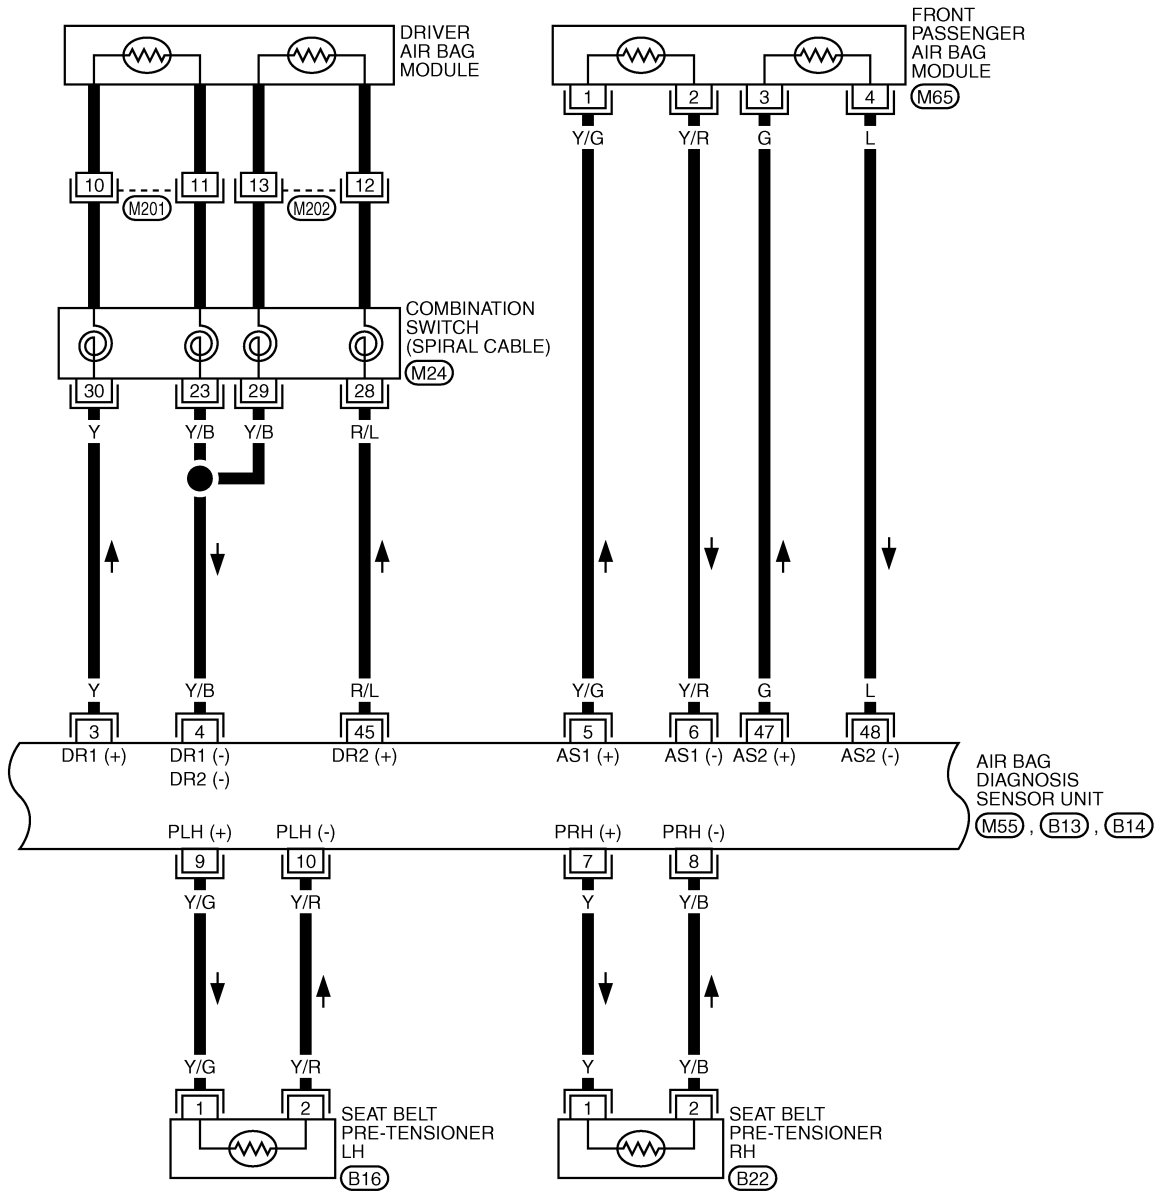 DRIVER
AIR BAG
MODULE
FRONT
PASSENGER
AIR BAG
MODULE
M65
1 2 3 4
Y/G Y/R G L
10 11 13 12
M201 M202
COMBINATION
SWITCH
(SPIRAL CABLE)
M24
30 23 29 28
Y Y/B Y/B R/L
Y Y/B R/L Y/G Y/R G L
3 4 45 5 6 47 48
DR1 (+) DR1 (-) DR2 (+) AS1 (+) AS1 (-) AS2 (+) AS2 (-)
DR2 (-)
AIR BAG
DIAGNOSIS
SENSOR UNIT
M55 , B13 , B14
PLH (+) PLH (-) PRH (+) PRH (-)
9 10 7 8
Y/G Y/R Y Y/B
Y/G Y/R Y Y/B
1 2 1 2
SEAT BELT
PRE-TENSIONER
LH
B16
SEAT BELT
PRE-TENSIONER
RH
B22